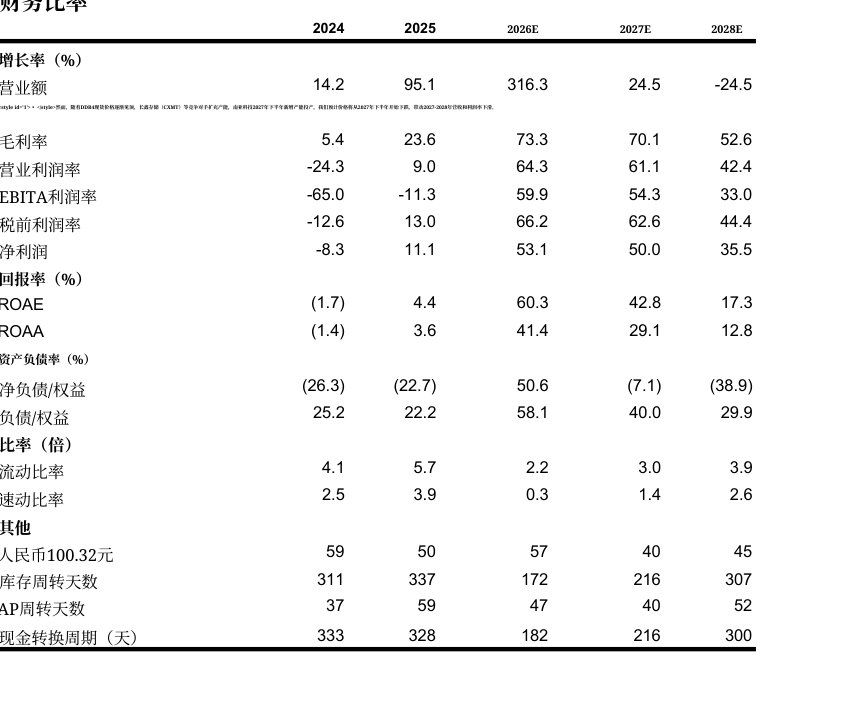 财务比率
2024 2025 2026E 2027E 2028E
增长率（%）
营业额 14.2 95.1 316.3 24.5 -24.5
毛利率 5.4 23.6 73.3 70.1 52.6
营业利润率 -24.3 9.0 64.3 61.1 42.4
EBITA利润率 -65.0 -11.3 59.9 54.3 33.0
税前利润率 -12.6 13.0 66.2 62.6 44.4
净利润 -8.3 11.1 53.1 50.0 35.5
回报率（%）
ROAE (1.7) 4.4 60.3 42.8 17.3
ROAA (1.4) 3.6 41.4 29.1 12.8
资产负债率（%）
净负债/权益 (26.3) (22.7) 50.6 (7.1) (38.9)
负债/权益 25.2 22.2 58.1 40.0 29.9
比率（倍）
流动比率 4.1 5.7 2.2 3.0 3.9
速动比率 2.5 3.9 0.3 1.4 2.6
其他
人民币100.32元 59 50 57 40 45
库存周转天数 311 337 172 216 307
AP周转天数 37 59 47 40 52
现金转换周期（天） 333 328 182 216 300